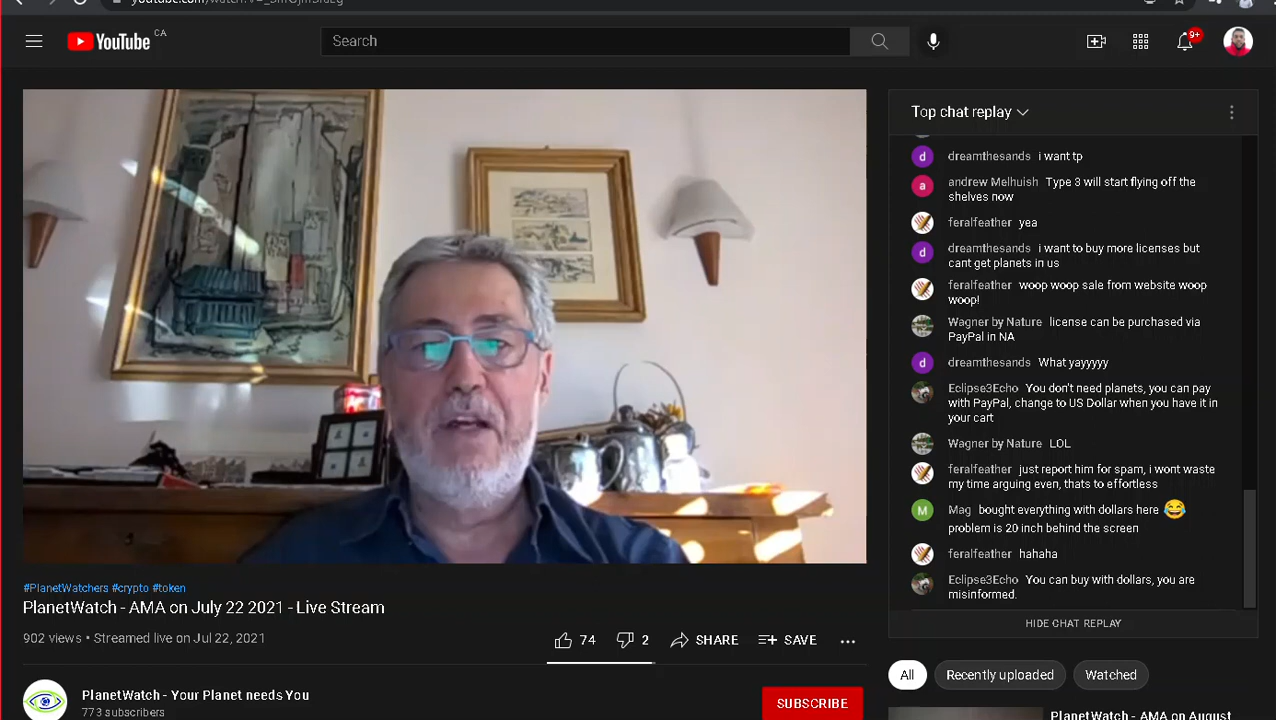 YouTube CA
Search
9+
Top chat replay
dreamthesands i want tp
andrew Melhuish Type 3 will start flying off the
shelves now
feralfeather yea
dreamthesands i want to buy more licenses but
cant get planets in us
feralfeather woop woop sale from website woop
woop!
Wagner by Nature license can be purchased via
PayPal in NA
dreamthesands What yayyyyy
Eclipse3Echo You don't need planets, you can pay
with PayPal, change to US Dollar when you have it in
your cart
Wagner by Nature LOL
feralfeather just report him for spam, i wont waste
my time arguing even, thats to effortless
Mag bought everything with dollars here 😂
problem is 20 inch behind the screen
feralfeather hahaha
Eclipse3Echo You can buy with dollars, you are
misinformed.
HIDE CHAT REPLAY
#PlanetWatchers #crypto #token
PlanetWatch - AMA on July 22 2021 - Live Stream
902 views • Streamed live on Jul 22, 2021
74 2 SHARE SAVE
PlanetWatch - Your Planet needs You
773 subscribers
SUBSCRIBE
All Recently uploaded Watched
PlanetWatch - AMA on August